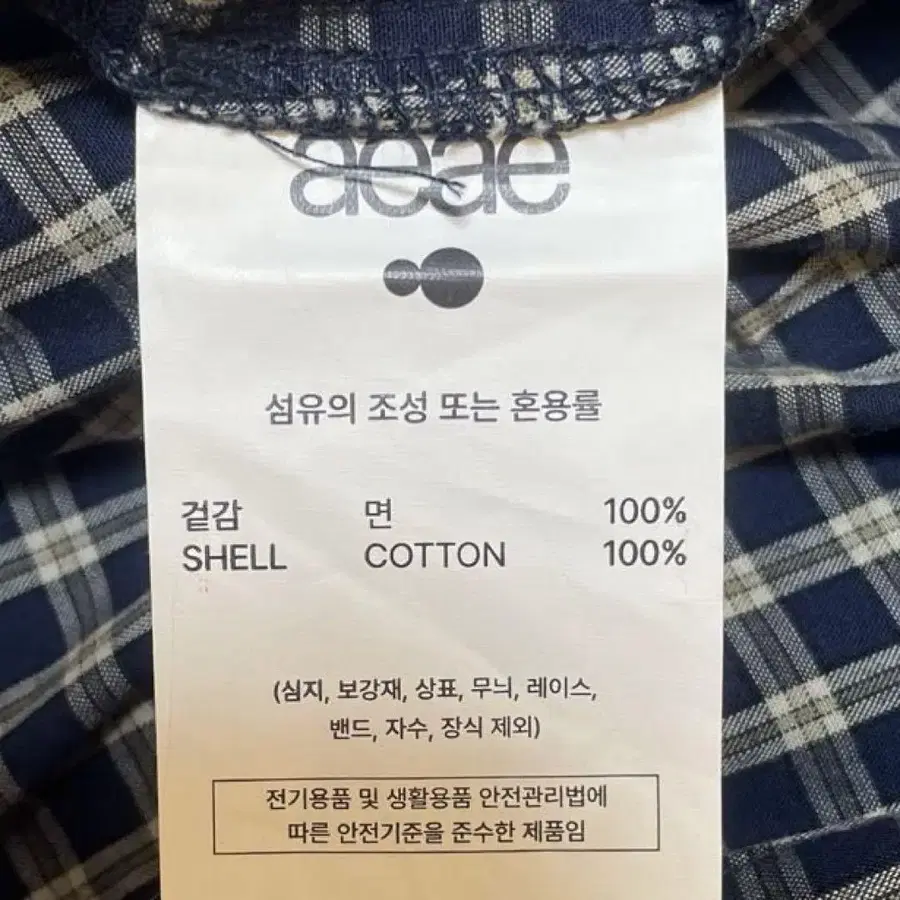 aeae
섬유의 조성 또는 혼용률
겉감 면 100%
SHELL COTTON 100%
(심지, 보강재, 상표, 무늬, 레이스,
밴드, 자수, 장식 제외)
전기용품 및 생활용품 안전관리법에
따른 안전기준을 준수한 제품임